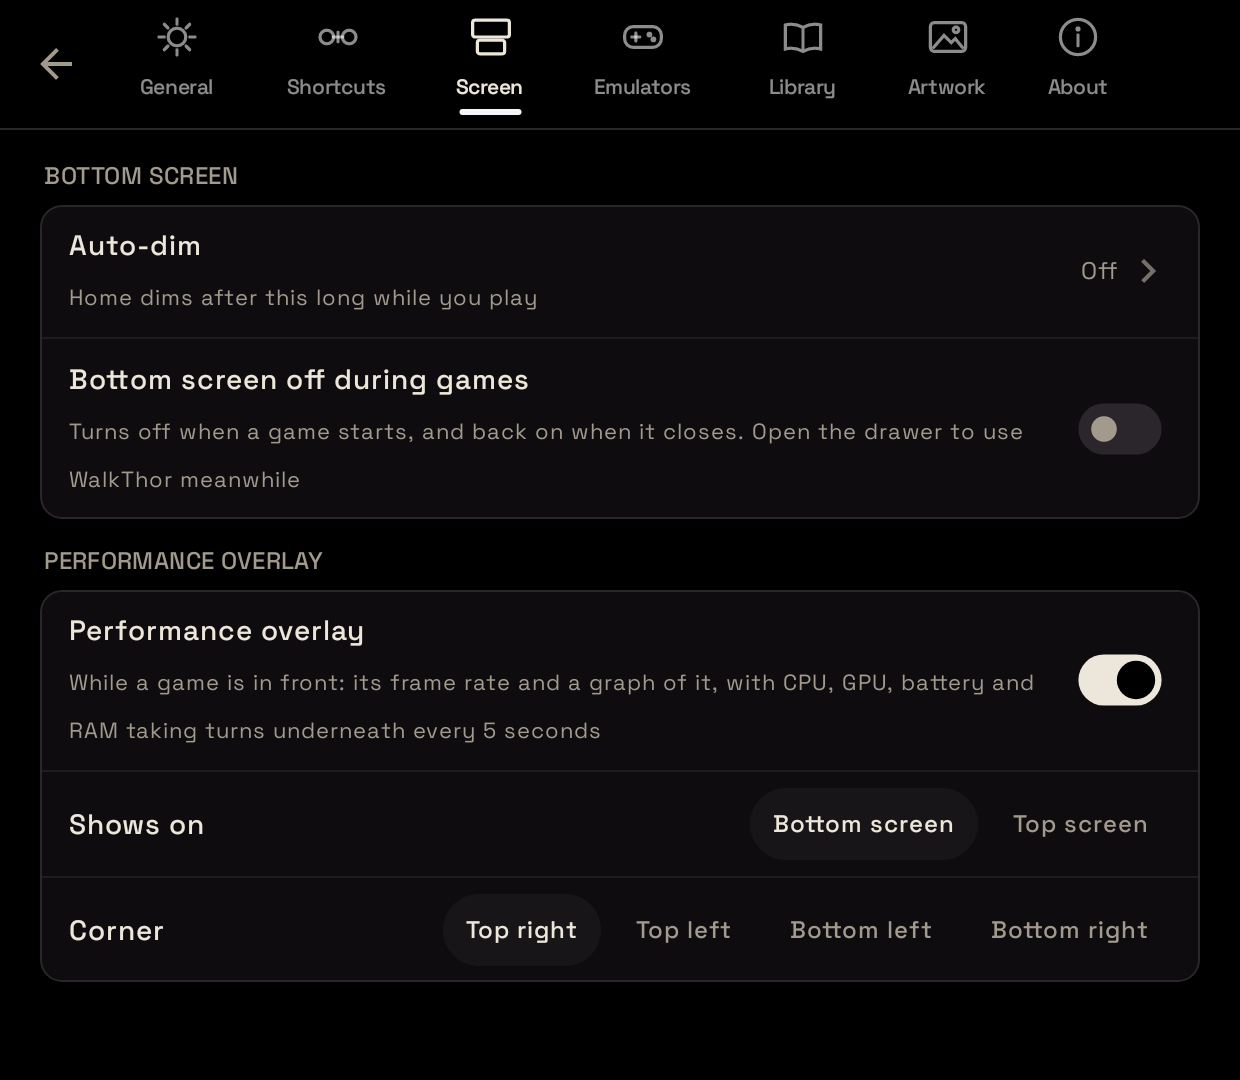 General
Shortcuts
Screen
Emulators
Library
Artwork
About
BOTTOM SCREEN
Auto-dim
Home dims after this long while you play
Off
Bottom screen off during games
Turns off when a game starts, and back on when it closes. Open the drawer to use
WalkThor meanwhile
PERFORMANCE OVERLAY
Performance overlay
While a game is in front: its frame rate and a graph of it, with CPU, GPU, battery and
RAM taking turns underneath every 5 seconds
Shows on
Bottom screen
Top screen
Corner
Top right
Top left
Bottom left
Bottom right